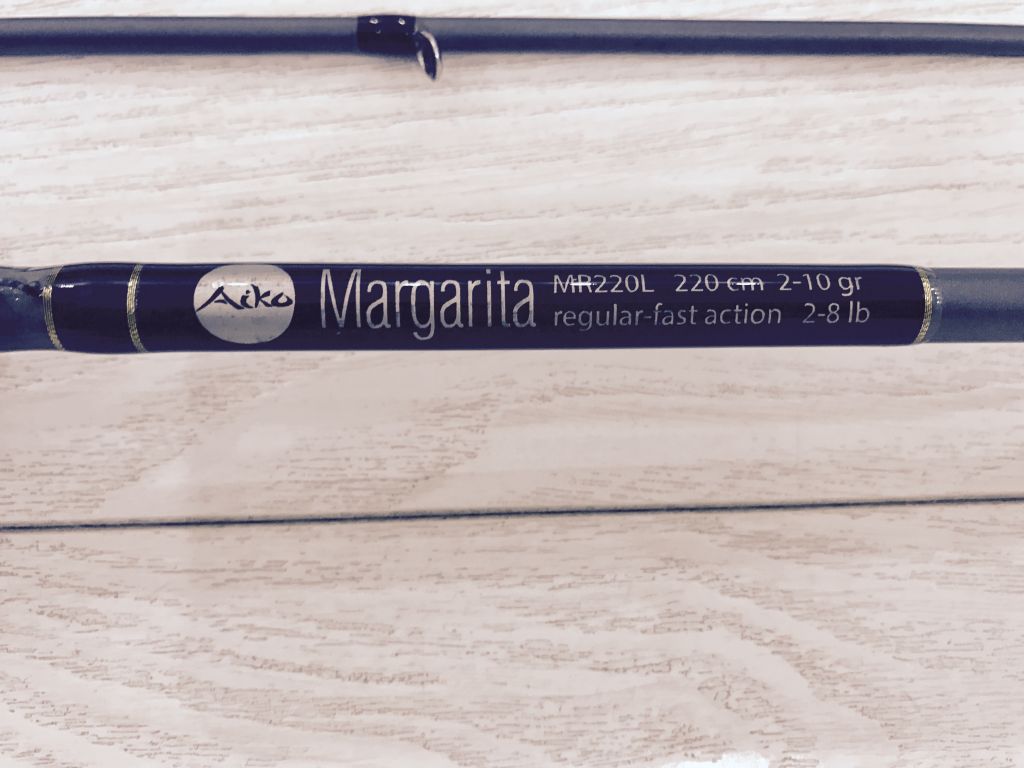 Aiko
Margarita
MR220L 220 cm 2-10 gr
regular-fast action 2-8 lb